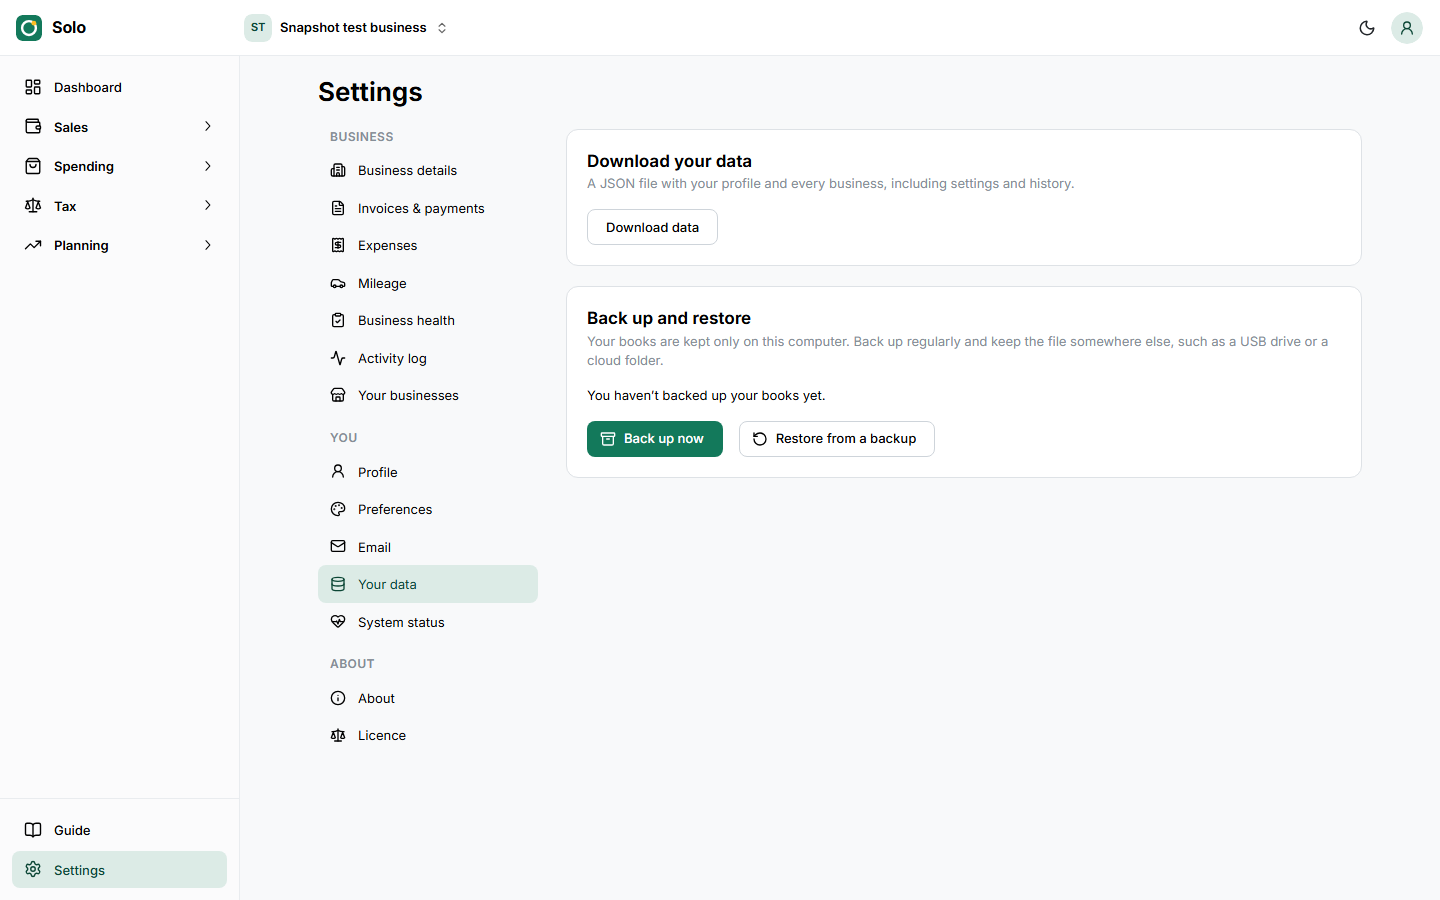 Solo
ST Snapshot test business
Dashboard
Sales
Spending
Tax
Planning
Guide
Settings
Settings
BUSINESS
Business details
Invoices & payments
Expenses
Mileage
Business health
Activity log
Your businesses
YOU
Profile
Preferences
Email
Your data
System status
ABOUT
About
Licence
Download your data
A JSON file with your profile and every business, including settings and history.
Download data
Back up and restore
Your books are kept only on this computer. Back up regularly and keep the file somewhere else, such as a USB drive or a
cloud folder.
You haven’t backed up your books yet.
Back up now
Restore from a backup